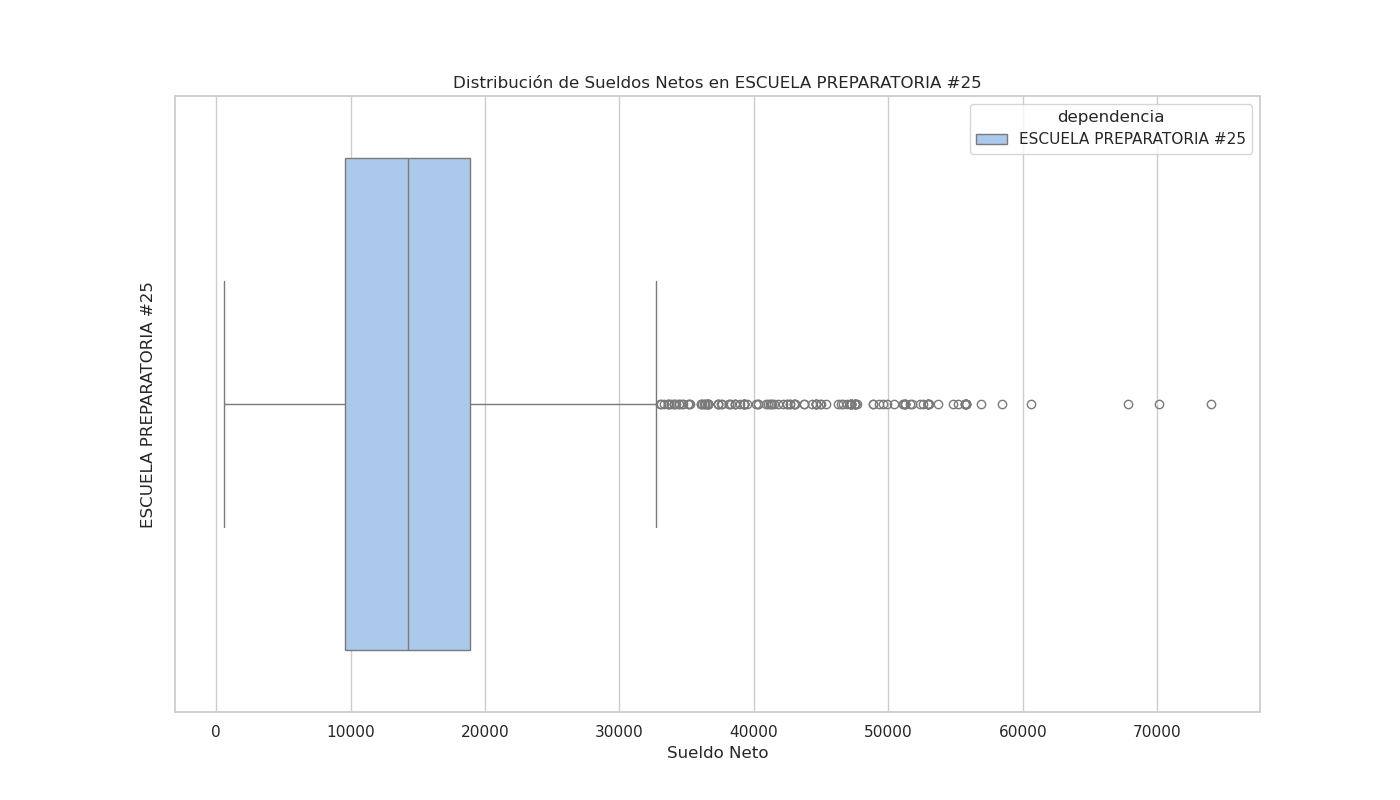 Distribución de Sueldos Netos en ESCUELA PREPARATORIA #25
dependencia
ESCUELA PREPARATORIA #25
ESCUELA PREPARATORIA #25
0 10000 20000 30000 40000 50000 60000 70000
Sueldo Neto